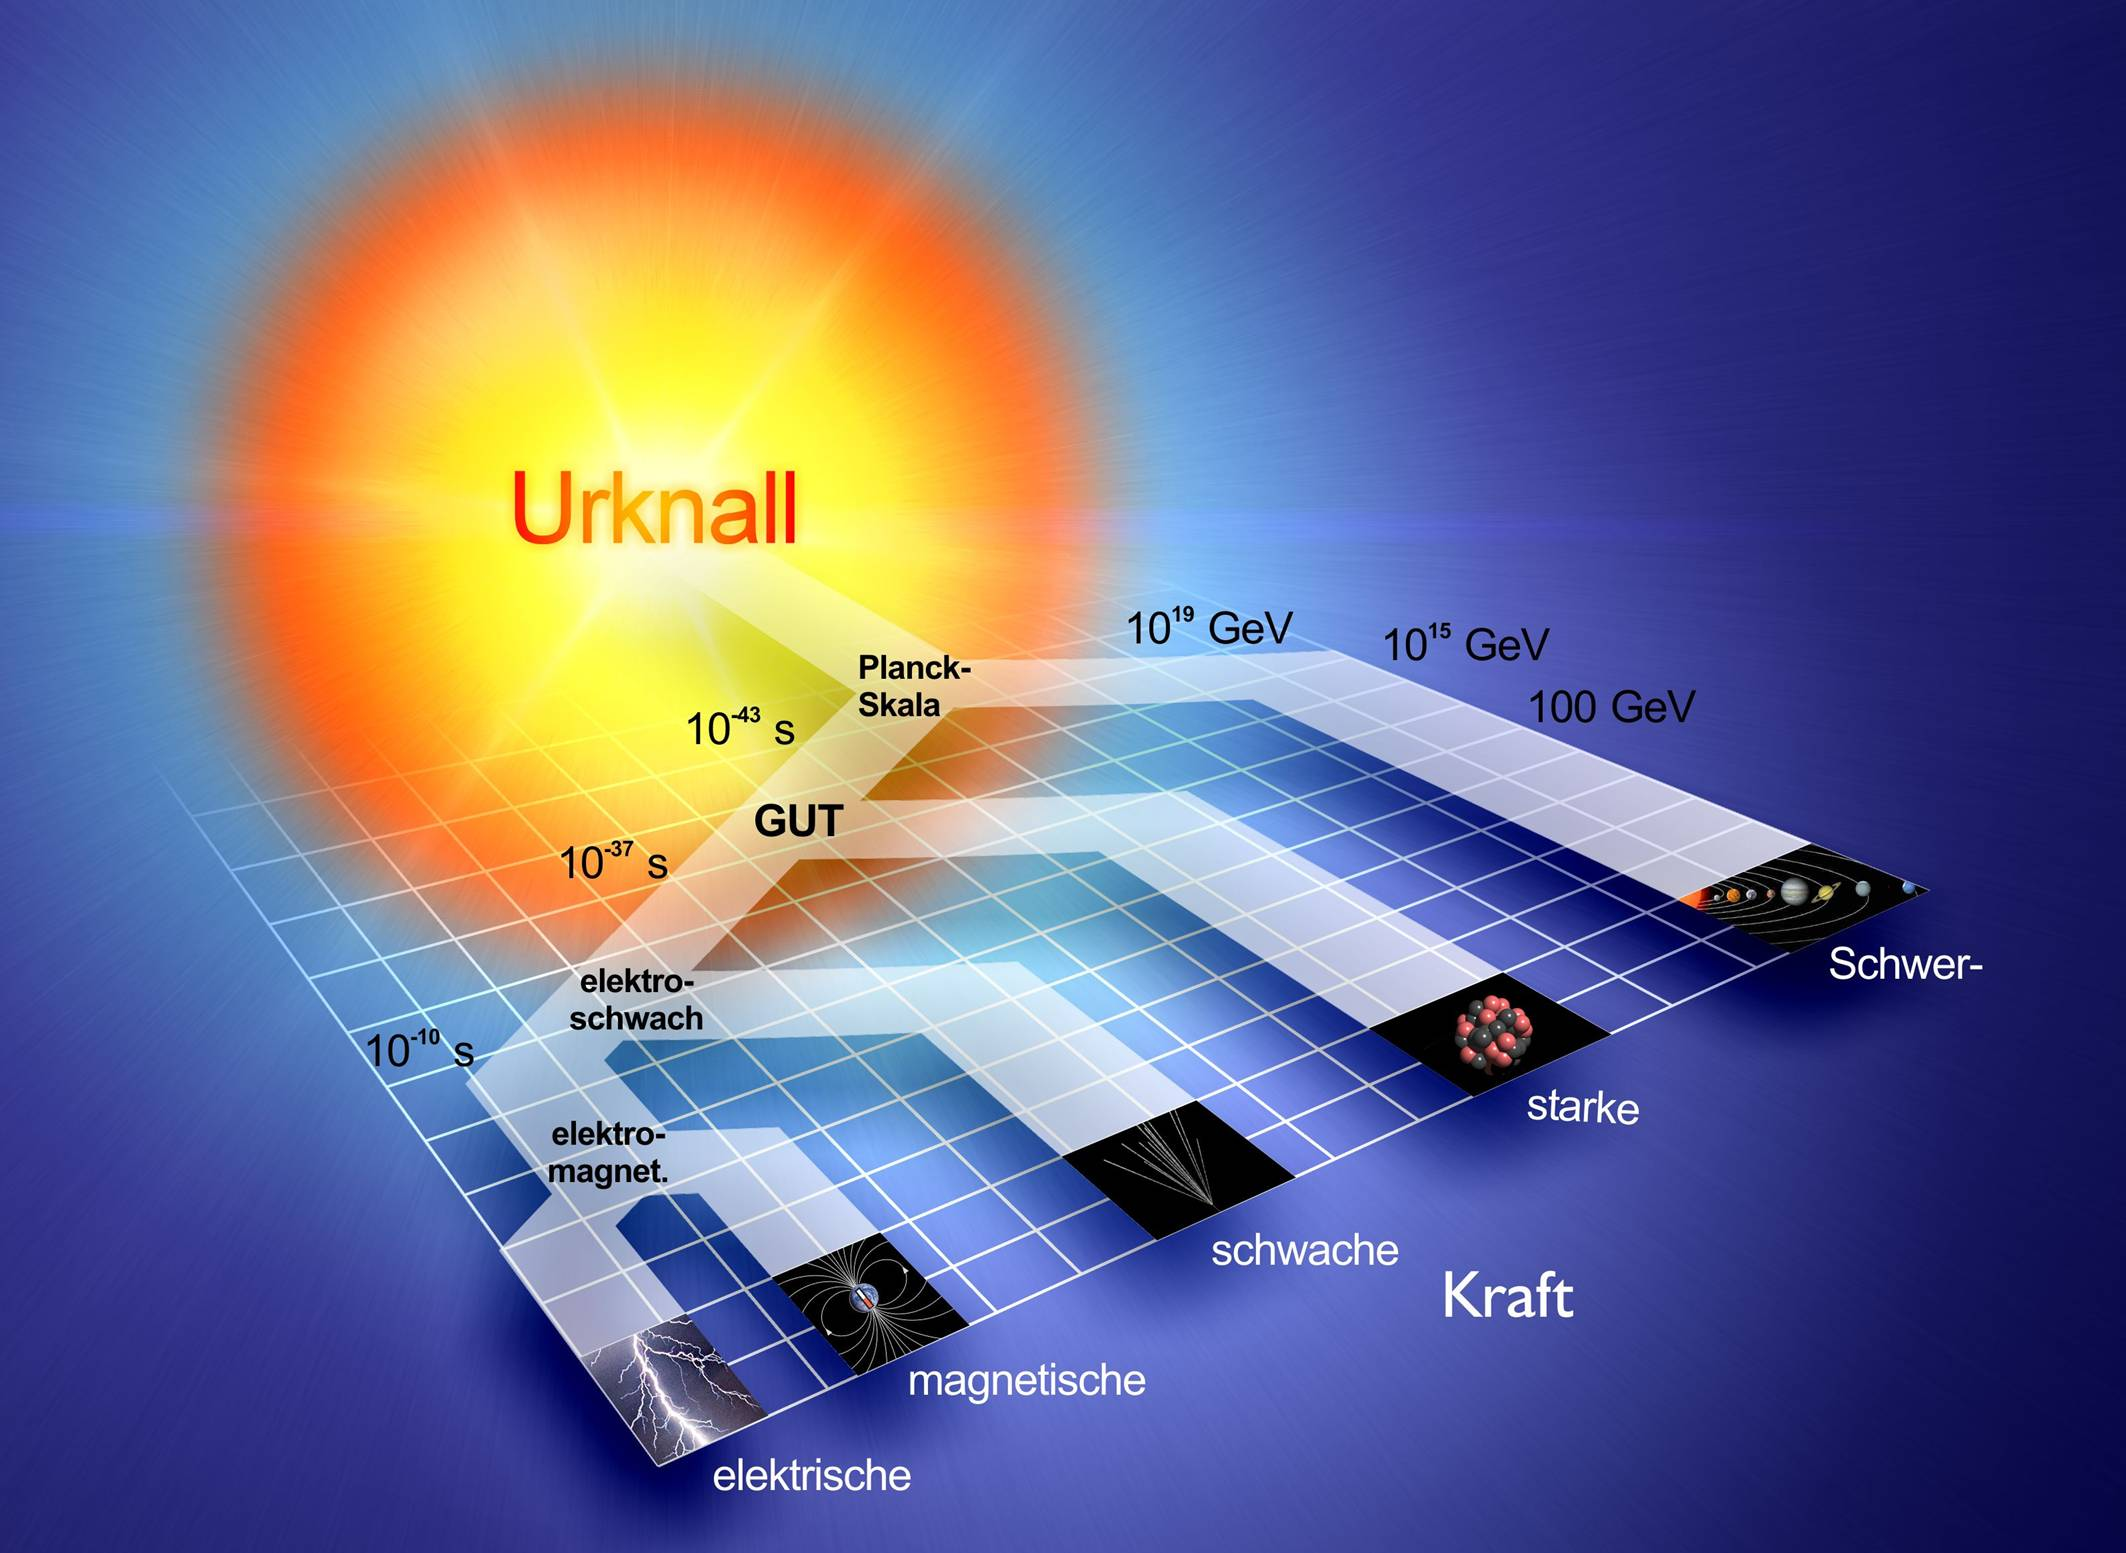 Urknall
10¹⁹ GeV
10¹⁵ GeV
100 GeV
Planck-
Skala
10⁻⁴³ s
GUT
10⁻³⁷ s
elektro-
schwach
10⁻¹⁰ s
elektro-
magnet.
Schwer-
starke
schwache
Kraft
magnetische
elektrische